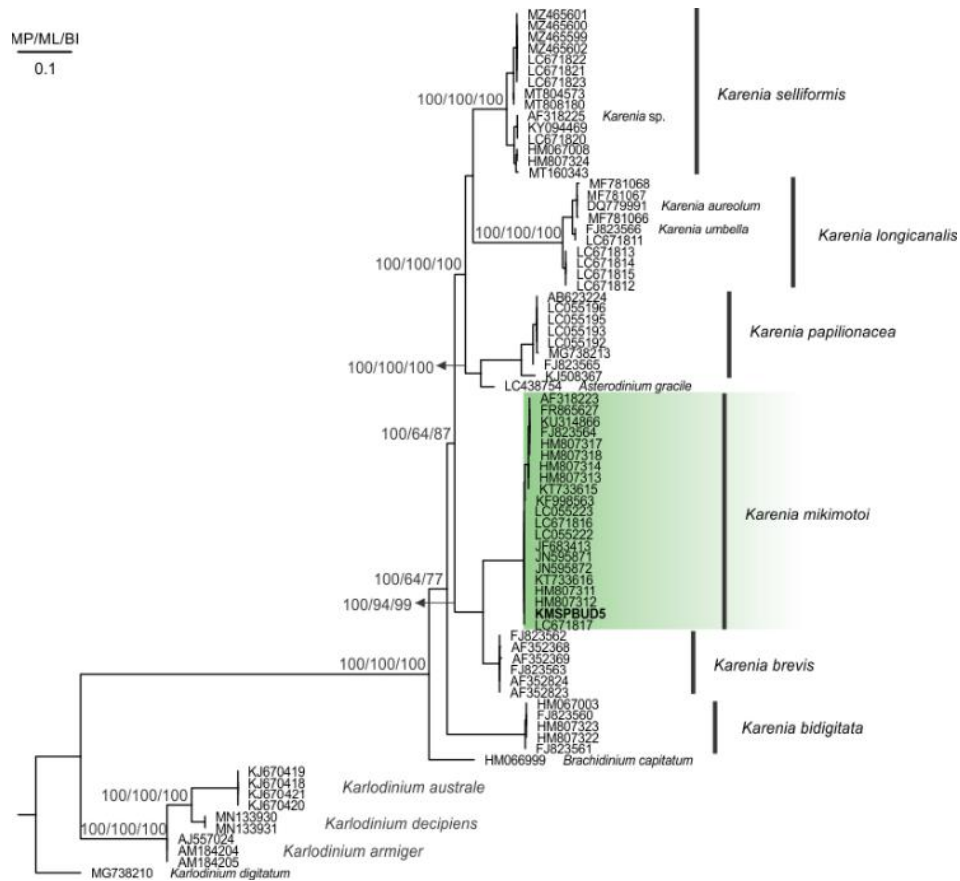 MP/ML/BI
0.1
MZ465601
MZ465600
MZ465599
MZ465602
LC671822
LC671821
LC671823
MT804573
MT808180
100/100/100
AF318225 Karenia sp.
KY094469
LC671820
HM067008
HM807324
MT160343
Karenia selliformis
MF781068
MF781067
DQ779991 Karenia aureolum
MF781066
FJ823566 Karenia umbella
LC671811
100/100/100
LC671813
LC671814
LC671815
LC671812
Karenia longicanalis
100/100/100
AB623224
LC055196
LC055195
LC055193
LC055192
MG738213
FJ823565
KJ508367
Karenia papilionacea
100/100/100
LC438754 Asterodinium gracile
AF318223
FR865627
KU314866
FJ823564
HM807317
HM807318
HM807314
HM807313
KT733615
KF998563
LC055223
LC671816
LC055222
JF683413
JN595871
JN595872
KT733616
HM807311
HM807312
KMSPBUD5
LC671817
Karenia mikimotoi
100/64/87
100/64/77
100/94/99
FJ823562
AF352368
AF352369
FJ823563
AF352824
AF352823
Karenia brevis
100/100/100
HM067003
FJ823560
HM807323
HM807322
FJ823561
Karenia bidigitata
HM066999 Brachidinium capitatum
KJ670419
KJ670418
KJ670421
KJ670420
Karlodinium australe
100/100/100
MN133930
MN133931
Karlodinium decipiens
100/100/100
AJ557024
AM184204
AM184205
Karlodinium armiger
MG738210 Karlodinium digitatum